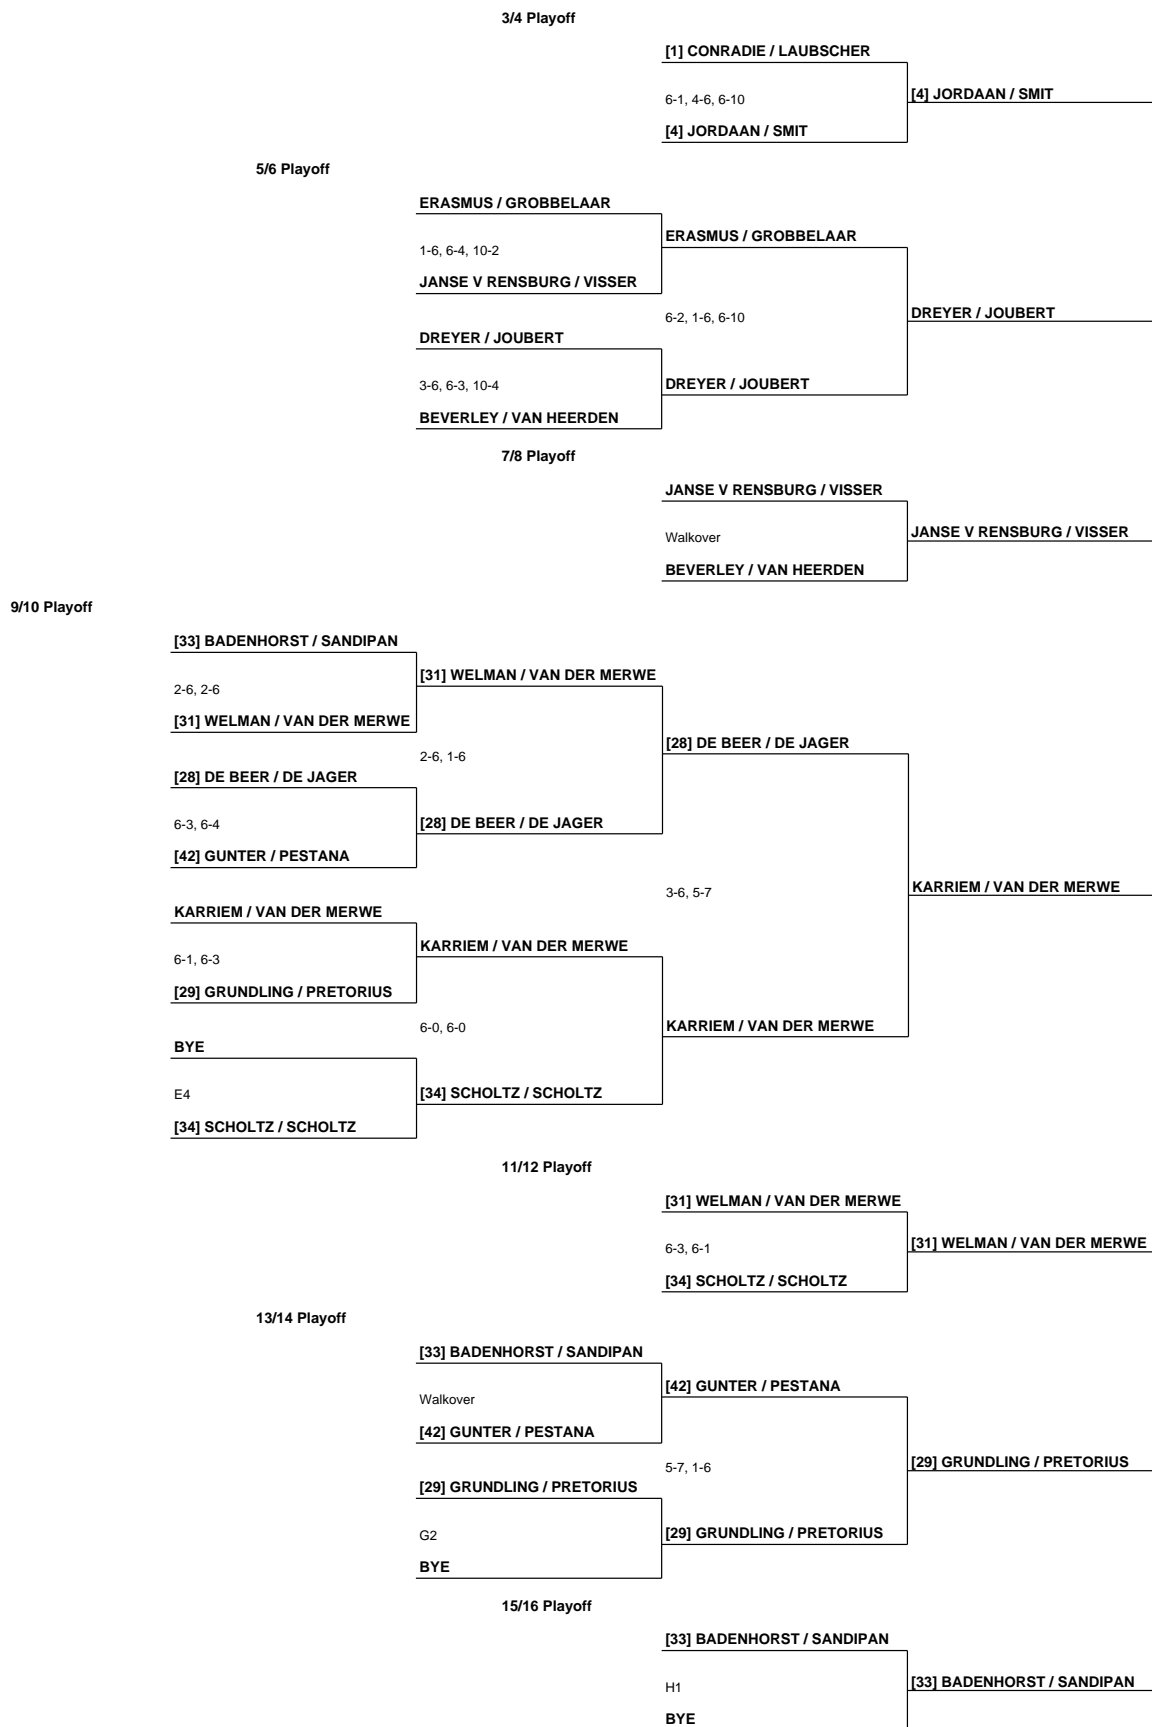 3/4 Playoff
[1] CONRADIE / LAUBSCHER
6-1, 4-6, 6-10
[4] JORDAAN / SMIT
[4] JORDAAN / SMIT
5/6 Playoff
ERASMUS / GROBBELAAR
1-6, 6-4, 10-2
JANSE V RENSBURG / VISSER
ERASMUS / GROBBELAAR
6-2, 1-6, 6-10
DREYER / JOUBERT
DREYER / JOUBERT
3-6, 6-3, 10-4
BEVERLEY / VAN HEERDEN
DREYER / JOUBERT
7/8 Playoff
JANSE V RENSBURG / VISSER
Walkover
BEVERLEY / VAN HEERDEN
JANSE V RENSBURG / VISSER
9/10 Playoff
[33] BADENHORST / SANDIPAN
2-6, 2-6
[31] WELMAN / VAN DER MERWE
[31] WELMAN / VAN DER MERWE
2-6, 1-6
[28] DE BEER / DE JAGER
[28] DE BEER / DE JAGER
6-3, 6-4
[42] GUNTER / PESTANA
[28] DE BEER / DE JAGER
3-6, 5-7
KARRIEM / VAN DER MERWE
KARRIEM / VAN DER MERWE
6-1, 6-3
[29] GRUNDLING / PRETORIUS
KARRIEM / VAN DER MERWE
6-0, 6-0
KARRIEM / VAN DER MERWE
BYE
E4
[34] SCHOLTZ / SCHOLTZ
[34] SCHOLTZ / SCHOLTZ
11/12 Playoff
[31] WELMAN / VAN DER MERWE
6-3, 6-1
[34] SCHOLTZ / SCHOLTZ
[31] WELMAN / VAN DER MERWE
13/14 Playoff
[33] BADENHORST / SANDIPAN
Walkover
[42] GUNTER / PESTANA
[42] GUNTER / PESTANA
5-7, 1-6
[29] GRUNDLING / PRETORIUS
[29] GRUNDLING / PRETORIUS
G2
BYE
[29] GRUNDLING / PRETORIUS
15/16 Playoff
[33] BADENHORST / SANDIPAN
H1
BYE
[33] BADENHORST / SANDIPAN